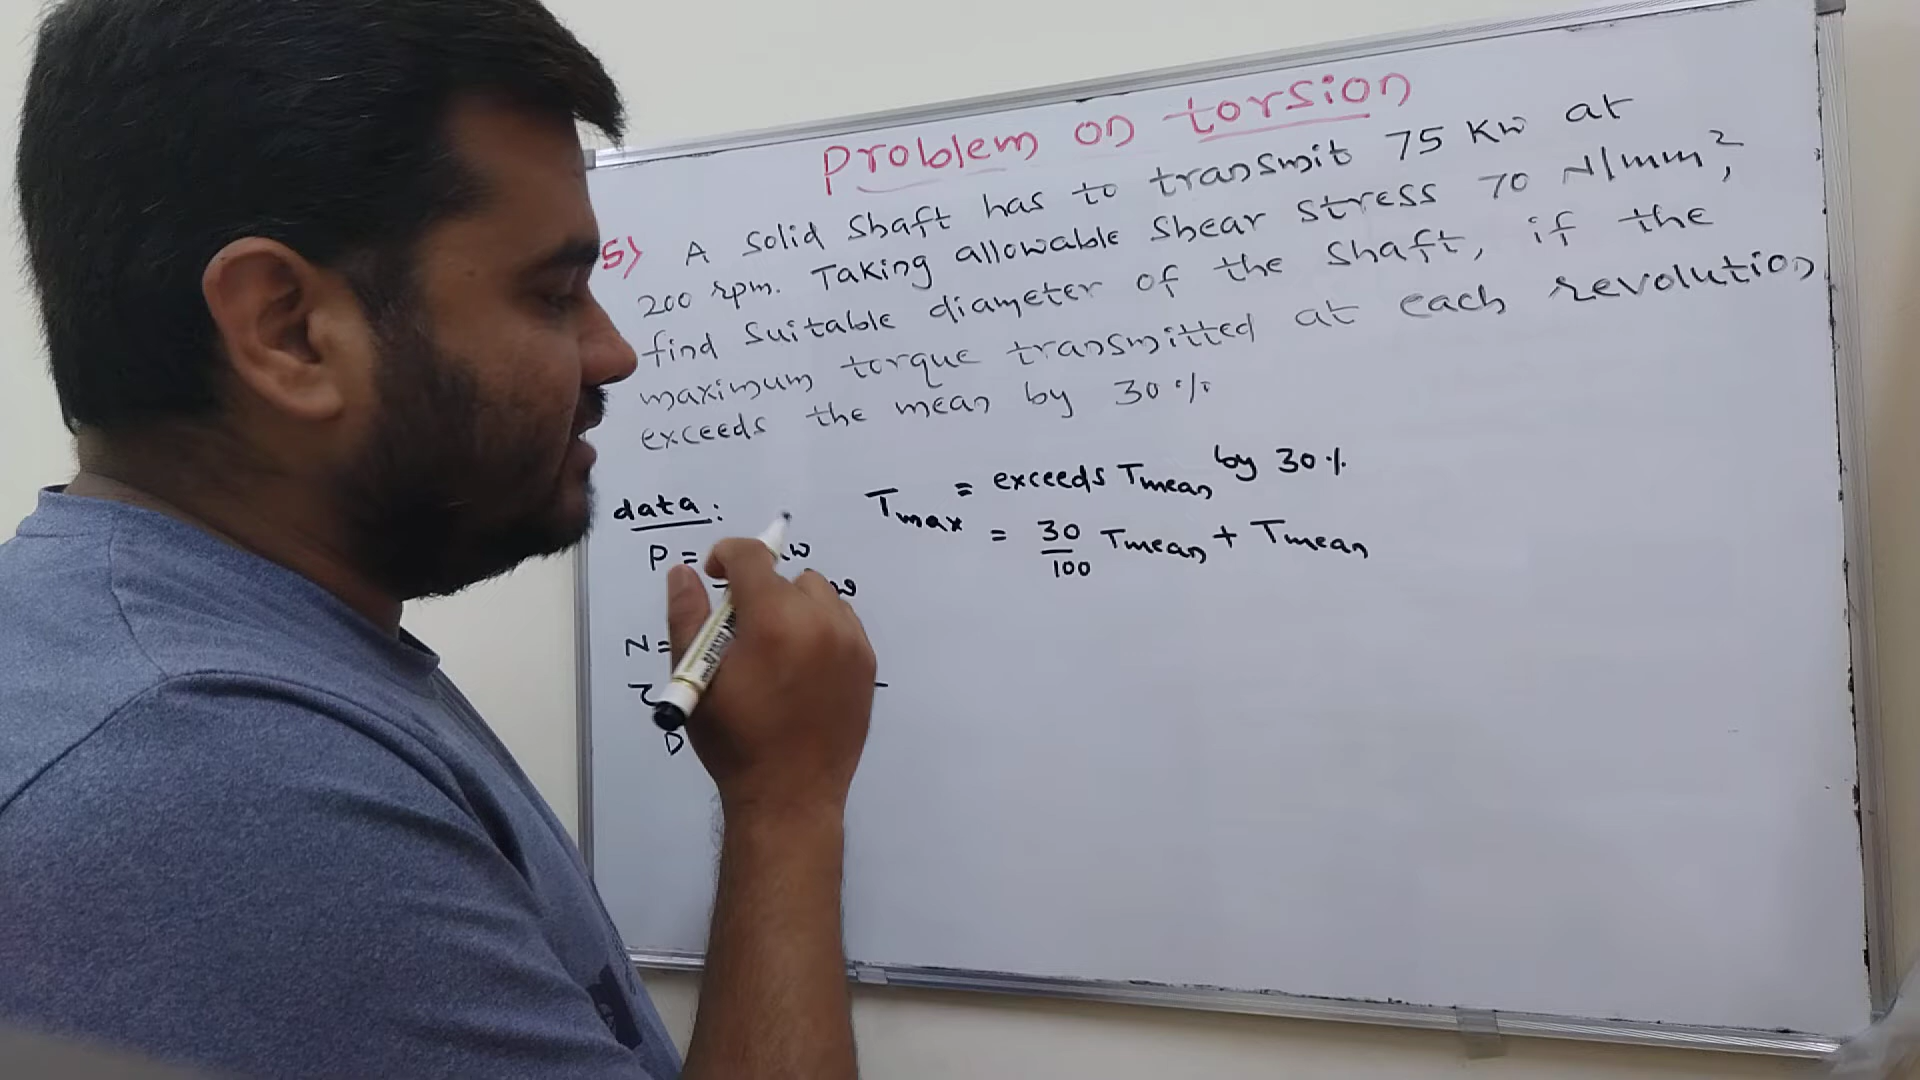 Problem on torsion
5) A solid shaft has to transmit 75 Kw at
200 rpm. Taking allowable shear stress 70 N/mm²,
find suitable diameter of the shaft, if the
maximum torque transmitted at each revolution
exceeds the mean by 30%
data:
P =
N =
τ
D
Tmax = exceeds Tmean by 30%
= 30/100 Tmean + Tmean